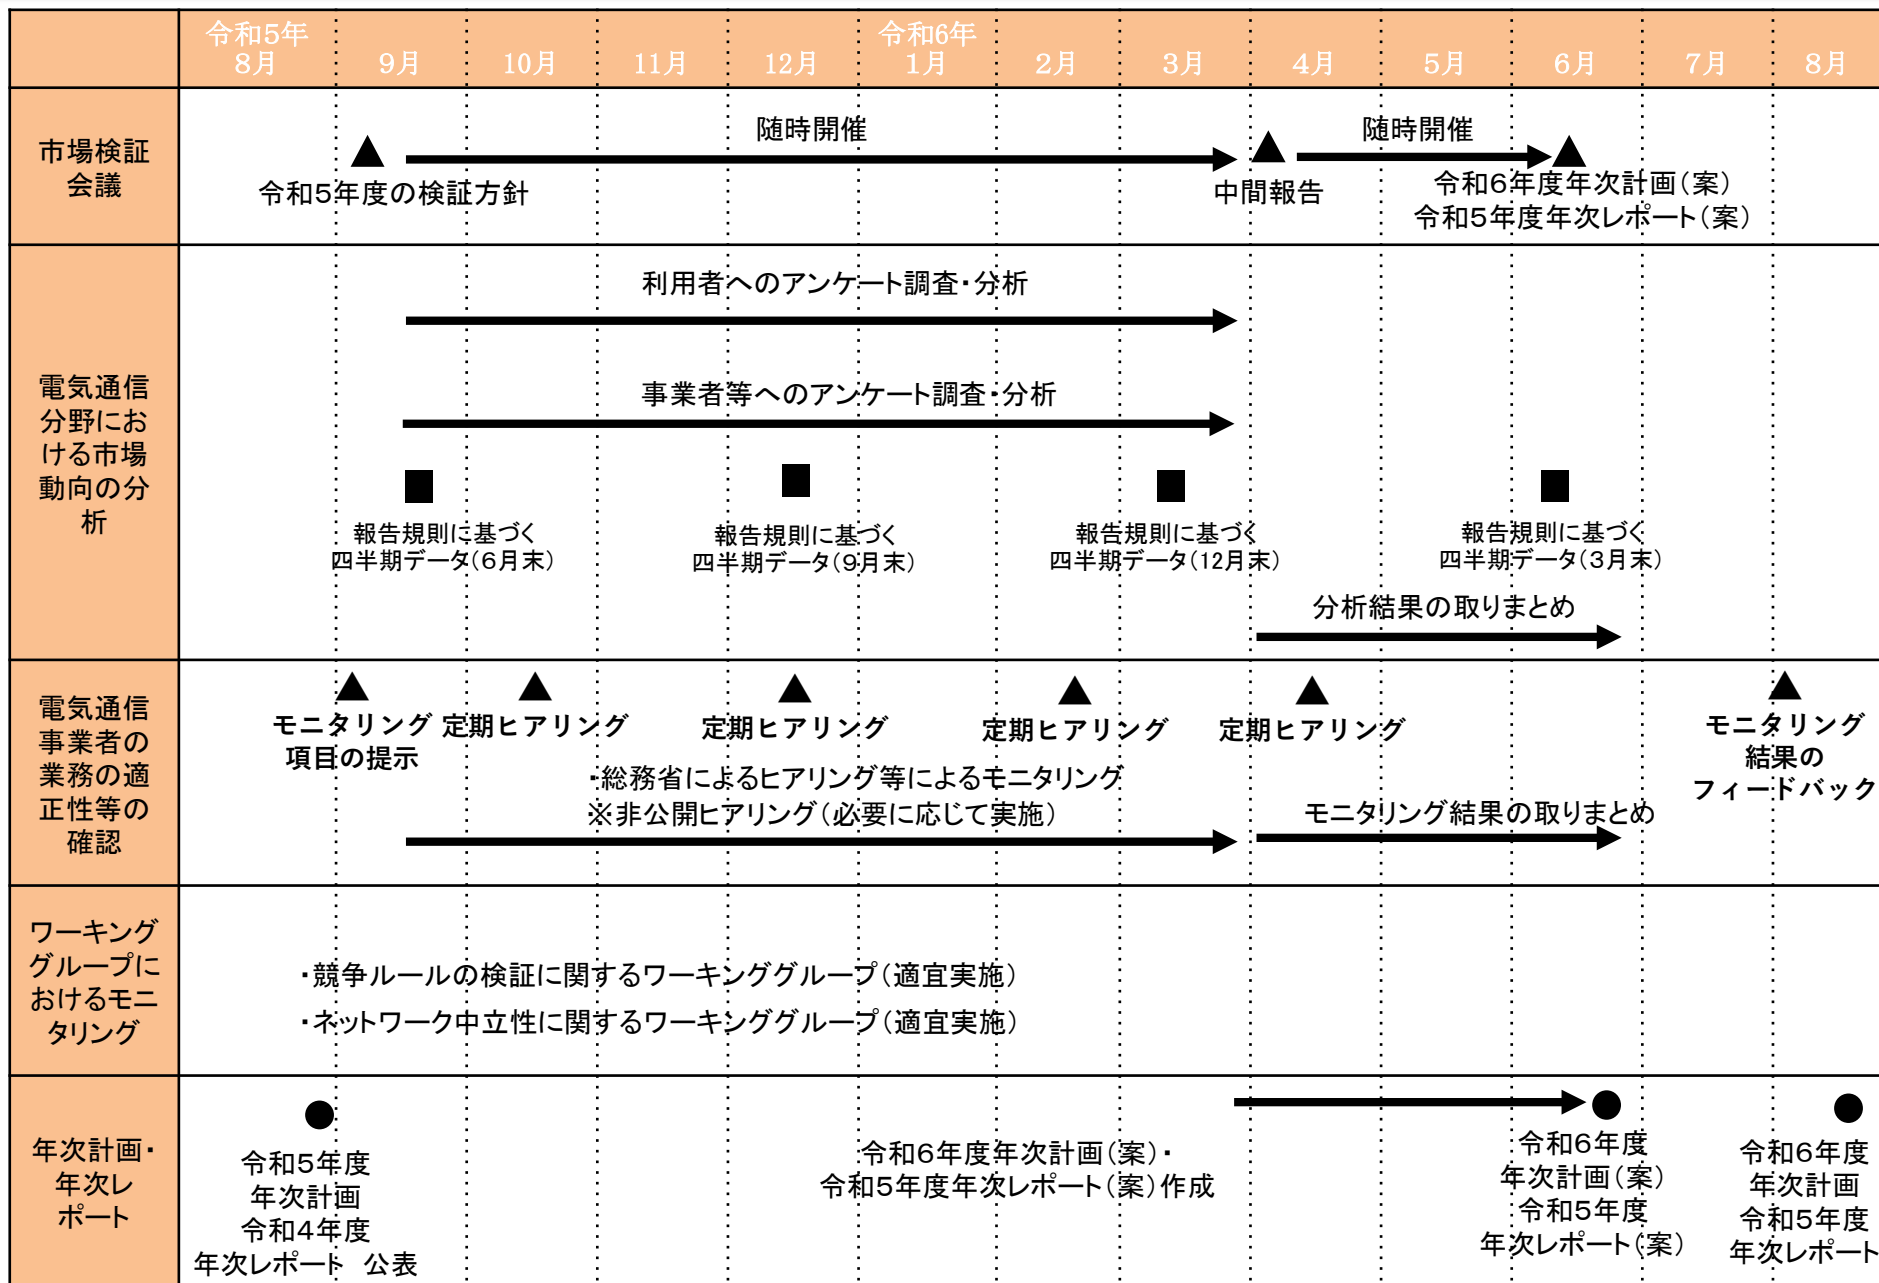 令和5年
8月
9月
10月
11月
12月
令和6年
1月
2月
3月
4月
5月
6月
7月
8月
市場検証
会議
随時開催
随時開催
令和5年度の検証方針
中間報告
令和6年度年次計画（案）
令和5年度年次レポート（案）
電気通信
分野にお
ける市場
動向の分
析
利用者へのアンケート調査・分析
事業者等へのアンケート調査・分析
報告規則に基づく
四半期データ（6月末）
報告規則に基づく
四半期データ（9月末）
報告規則に基づく
四半期データ（12月末）
報告規則に基づく
四半期データ（3月末）
分析結果の取りまとめ
電気通信
事業者の
業務の適
正性等の
確認
モニタリング
項目の提示
定期ヒアリング
定期ヒアリング
定期ヒアリング
定期ヒアリング
モニタリング
結果の
フィードバック
・総務省によるヒアリング等によるモニタリング
※非公開ヒアリング（必要に応じて実施）
モニタリング結果の取りまとめ
ワーキング
グループに
おけるモニ
タリング
・競争ルールの検証に関するワーキンググループ（適宜実施）
・ネットワーク中立性に関するワーキンググループ（適宜実施）
年次計画・
年次レ
ポート
令和5年度
年次計画
令和4年度
年次レポート　公表
令和6年度年次計画（案）・
令和5年度年次レポート（案）作成
令和6年度
年次計画（案）
令和5年度
年次レポート（案）
令和6年度
年次計画
令和5年度
年次レポート